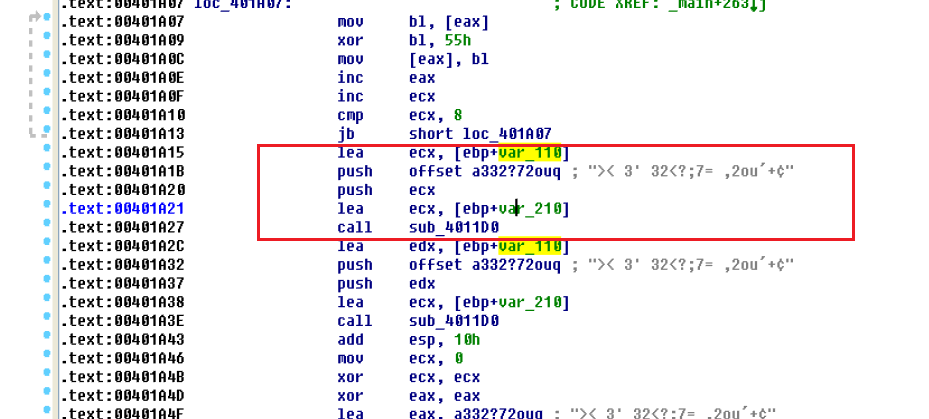 .text:00401A07 loc_401A07: ; CODE XREF: _main+263↓j
.text:00401A07 mov bl, [eax]
.text:00401A09 xor bl, 55h
.text:00401A0C mov [eax], bl
.text:00401A0E inc eax
.text:00401A0F inc ecx
.text:00401A10 cmp ecx, 8
.text:00401A13 jb short loc_401A07
.text:00401A15 lea ecx, [ebp+var_110]
.text:00401A1B push offset a332?72ouq ; ">< 3' 32<?;7= ,2ou´+¢"
.text:00401A20 push ecx
.text:00401A21 lea ecx, [ebp+var_210]
.text:00401A27 call sub_4011D0
.text:00401A2C lea edx, [ebp+var_110]
.text:00401A32 push offset a332?72ouq ; ">< 3' 32<?;7= ,2ou´+¢"
.text:00401A37 push edx
.text:00401A38 lea ecx, [ebp+var_210]
.text:00401A3E call sub_4011D0
.text:00401A43 add esp, 10h
.text:00401A46 mov ecx, 0
.text:00401A4B xor ecx, ecx
.text:00401A4D xor eax, eax
.text:00401A4F lea eax, a332?72ouq ; ">< 3' 32<?;7= ,2ou´+¢"